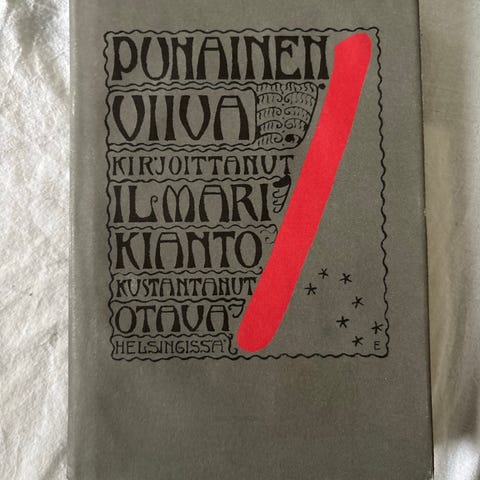 PUNAINEN
VIIVA
KIRJOITTANUT
ILMARI
KIANTO
KUSTANTANUT
OTAVA
HELSINGISSÄ
E